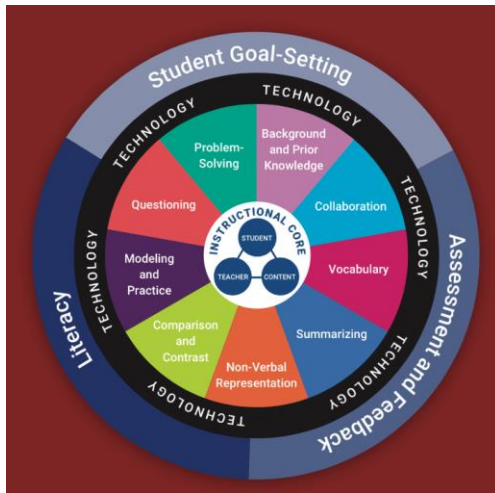 Student Goal-Setting
Assessment and Feedback
Literacy
TECHNOLOGY
TECHNOLOGY
TECHNOLOGY
TECHNOLOGY
TECHNOLOGY
TECHNOLOGY
Background
and Prior
Knowledge
Collaboration
Vocabulary
Summarizing
Non-Verbal
Representation
Comparison
and
Contrast
Modeling
and
Practice
Questioning
Problem-
Solving
INSTRUCTIONAL CORE
STUDENT
TEACHER
CONTENT